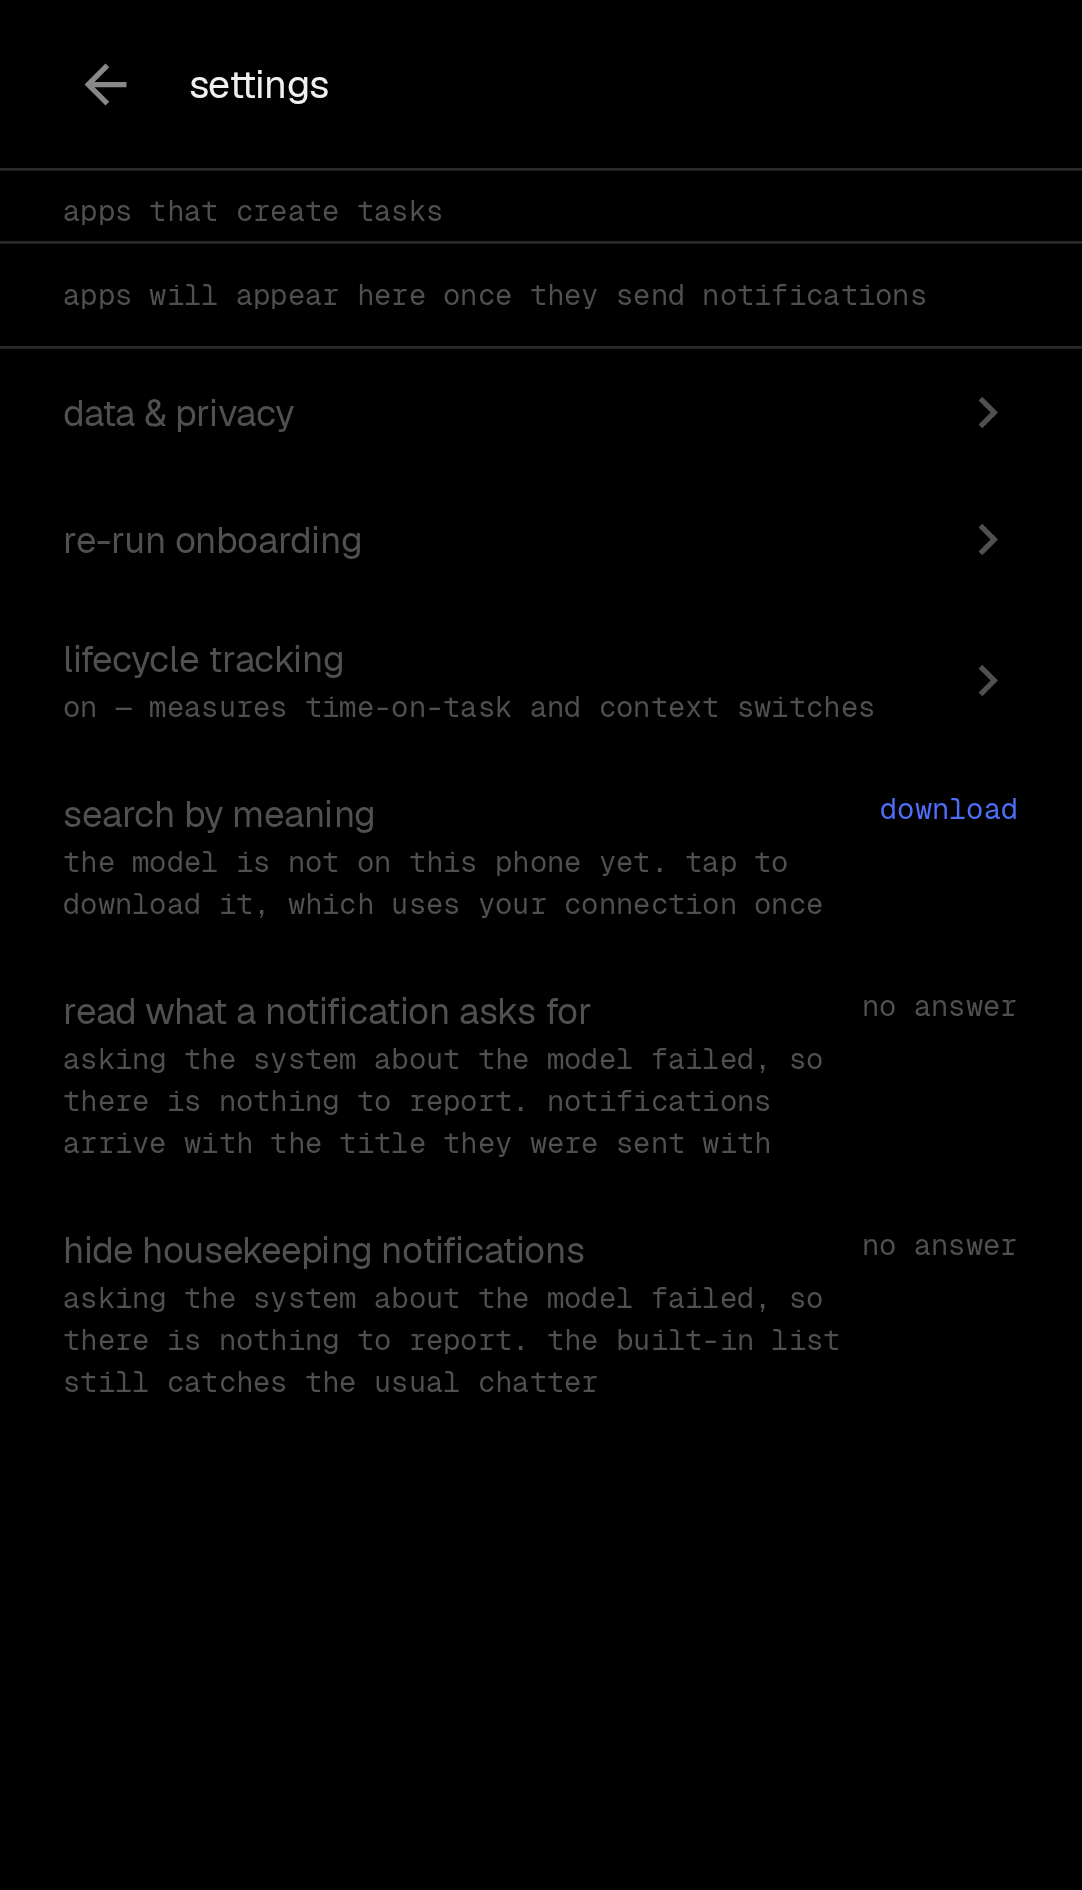 settings
apps that create tasks
apps will appear here once they send notifications
data & privacy
re-run onboarding
lifecycle tracking
on — measures time-on-task and context switches
search by meaning
download
the model is not on this phone yet. tap to
download it, which uses your connection once
read what a notification asks for
no answer
asking the system about the model failed, so
there is nothing to report. notifications
arrive with the title they were sent with
hide housekeeping notifications
no answer
asking the system about the model failed, so
there is nothing to report. the built-in list
still catches the usual chatter